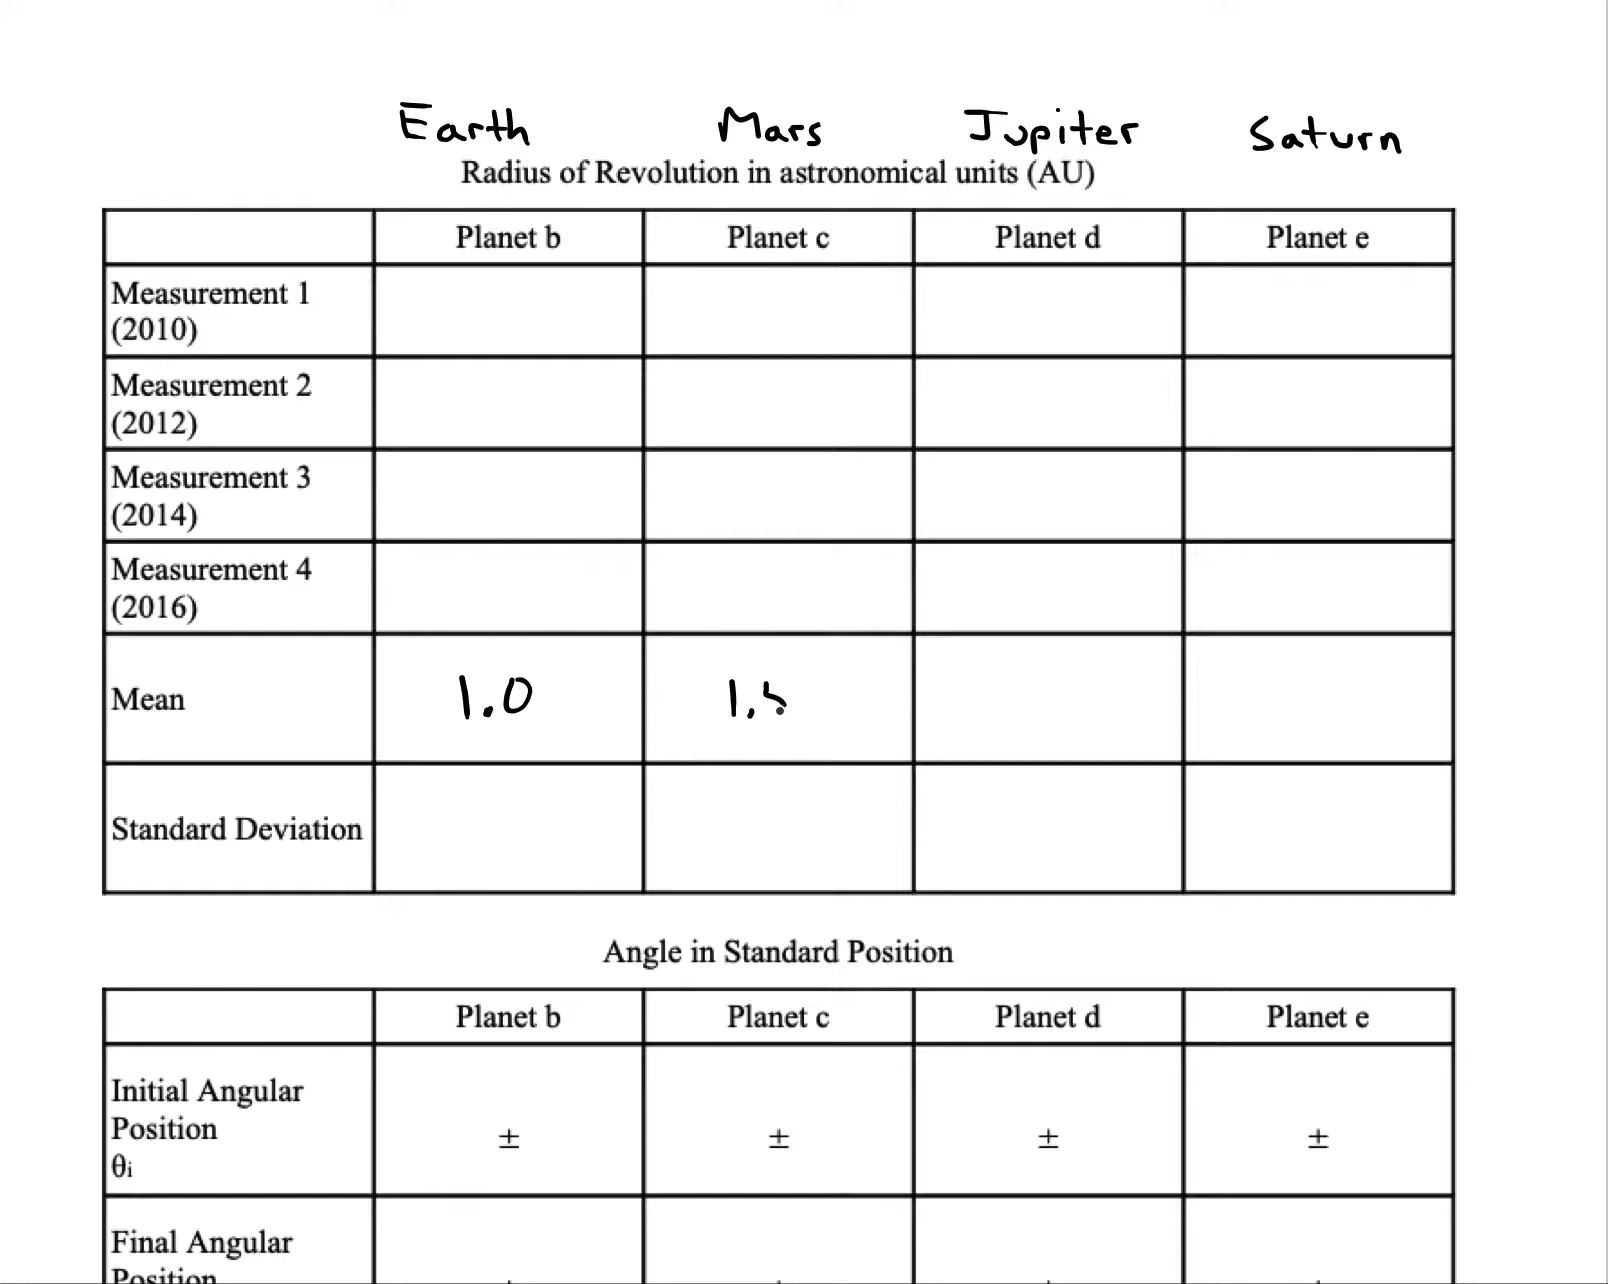 Earth Mars Jupiter Saturn
Radius of Revolution in astronomical units (AU)
Planet b Planet c Planet d Planet e
Measurement 1
(2010)
Measurement 2
(2012)
Measurement 3
(2014)
Measurement 4
(2016)
Mean 1.0 1.5
Standard Deviation
Angle in Standard Position
Planet b Planet c Planet d Planet e
Initial Angular
Position
θi
± ± ± ±
Final Angular
Position